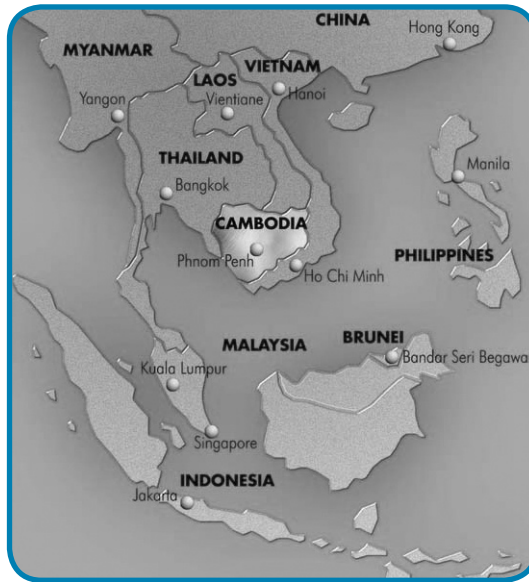 CHINA
Hong Kong
MYANMAR
VIETNAM
LAOS
Yangon
Vientiane
Hanoi
THAILAND
Manila
Bangkok
CAMBODIA
Phnom Penh
Ho Chi Minh
PHILIPPINES
MALAYSIA
BRUNEI
Bandar Seri Begawa
Kuala Lumpur
Singapore
INDONESIA
Jakarta